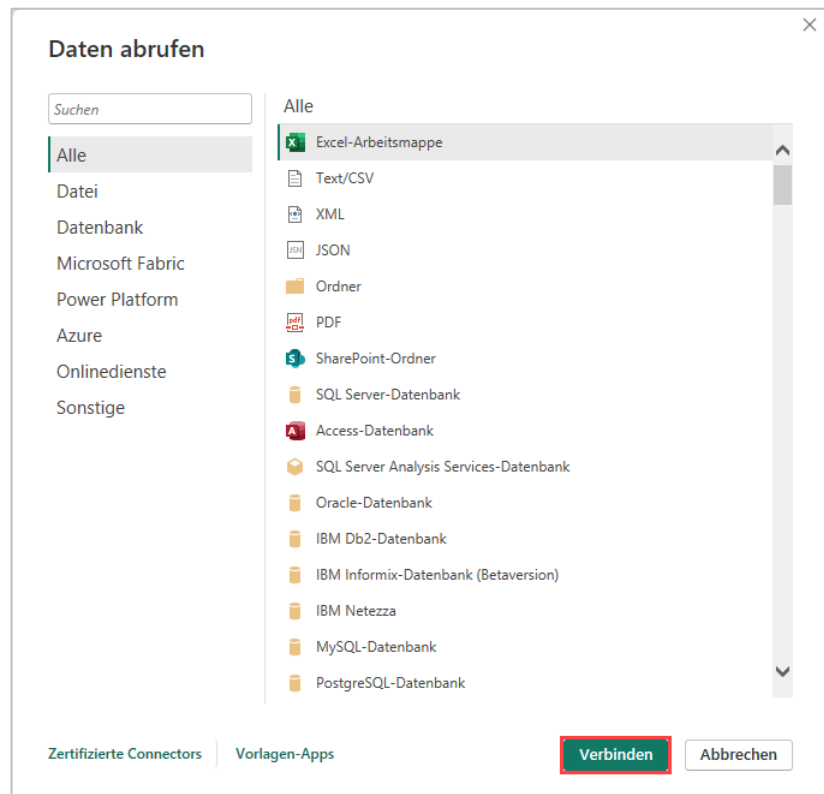 Daten abrufen
Suchen
Alle
Datei
Datenbank
Microsoft Fabric
Power Platform
Azure
Onlinedienste
Sonstige
Alle
Excel-Arbeitsmappe
Text/CSV
XML
JSON
Ordner
PDF
SharePoint-Ordner
SQL Server-Datenbank
Access-Datenbank
SQL Server Analysis Services-Datenbank
Oracle-Datenbank
IBM Db2-Datenbank
IBM Informix-Datenbank (Betaversion)
IBM Netezza
MySQL-Datenbank
PostgreSQL-Datenbank
Zertifizierte Connectors Vorlagen-Apps Verbinden Abbrechen